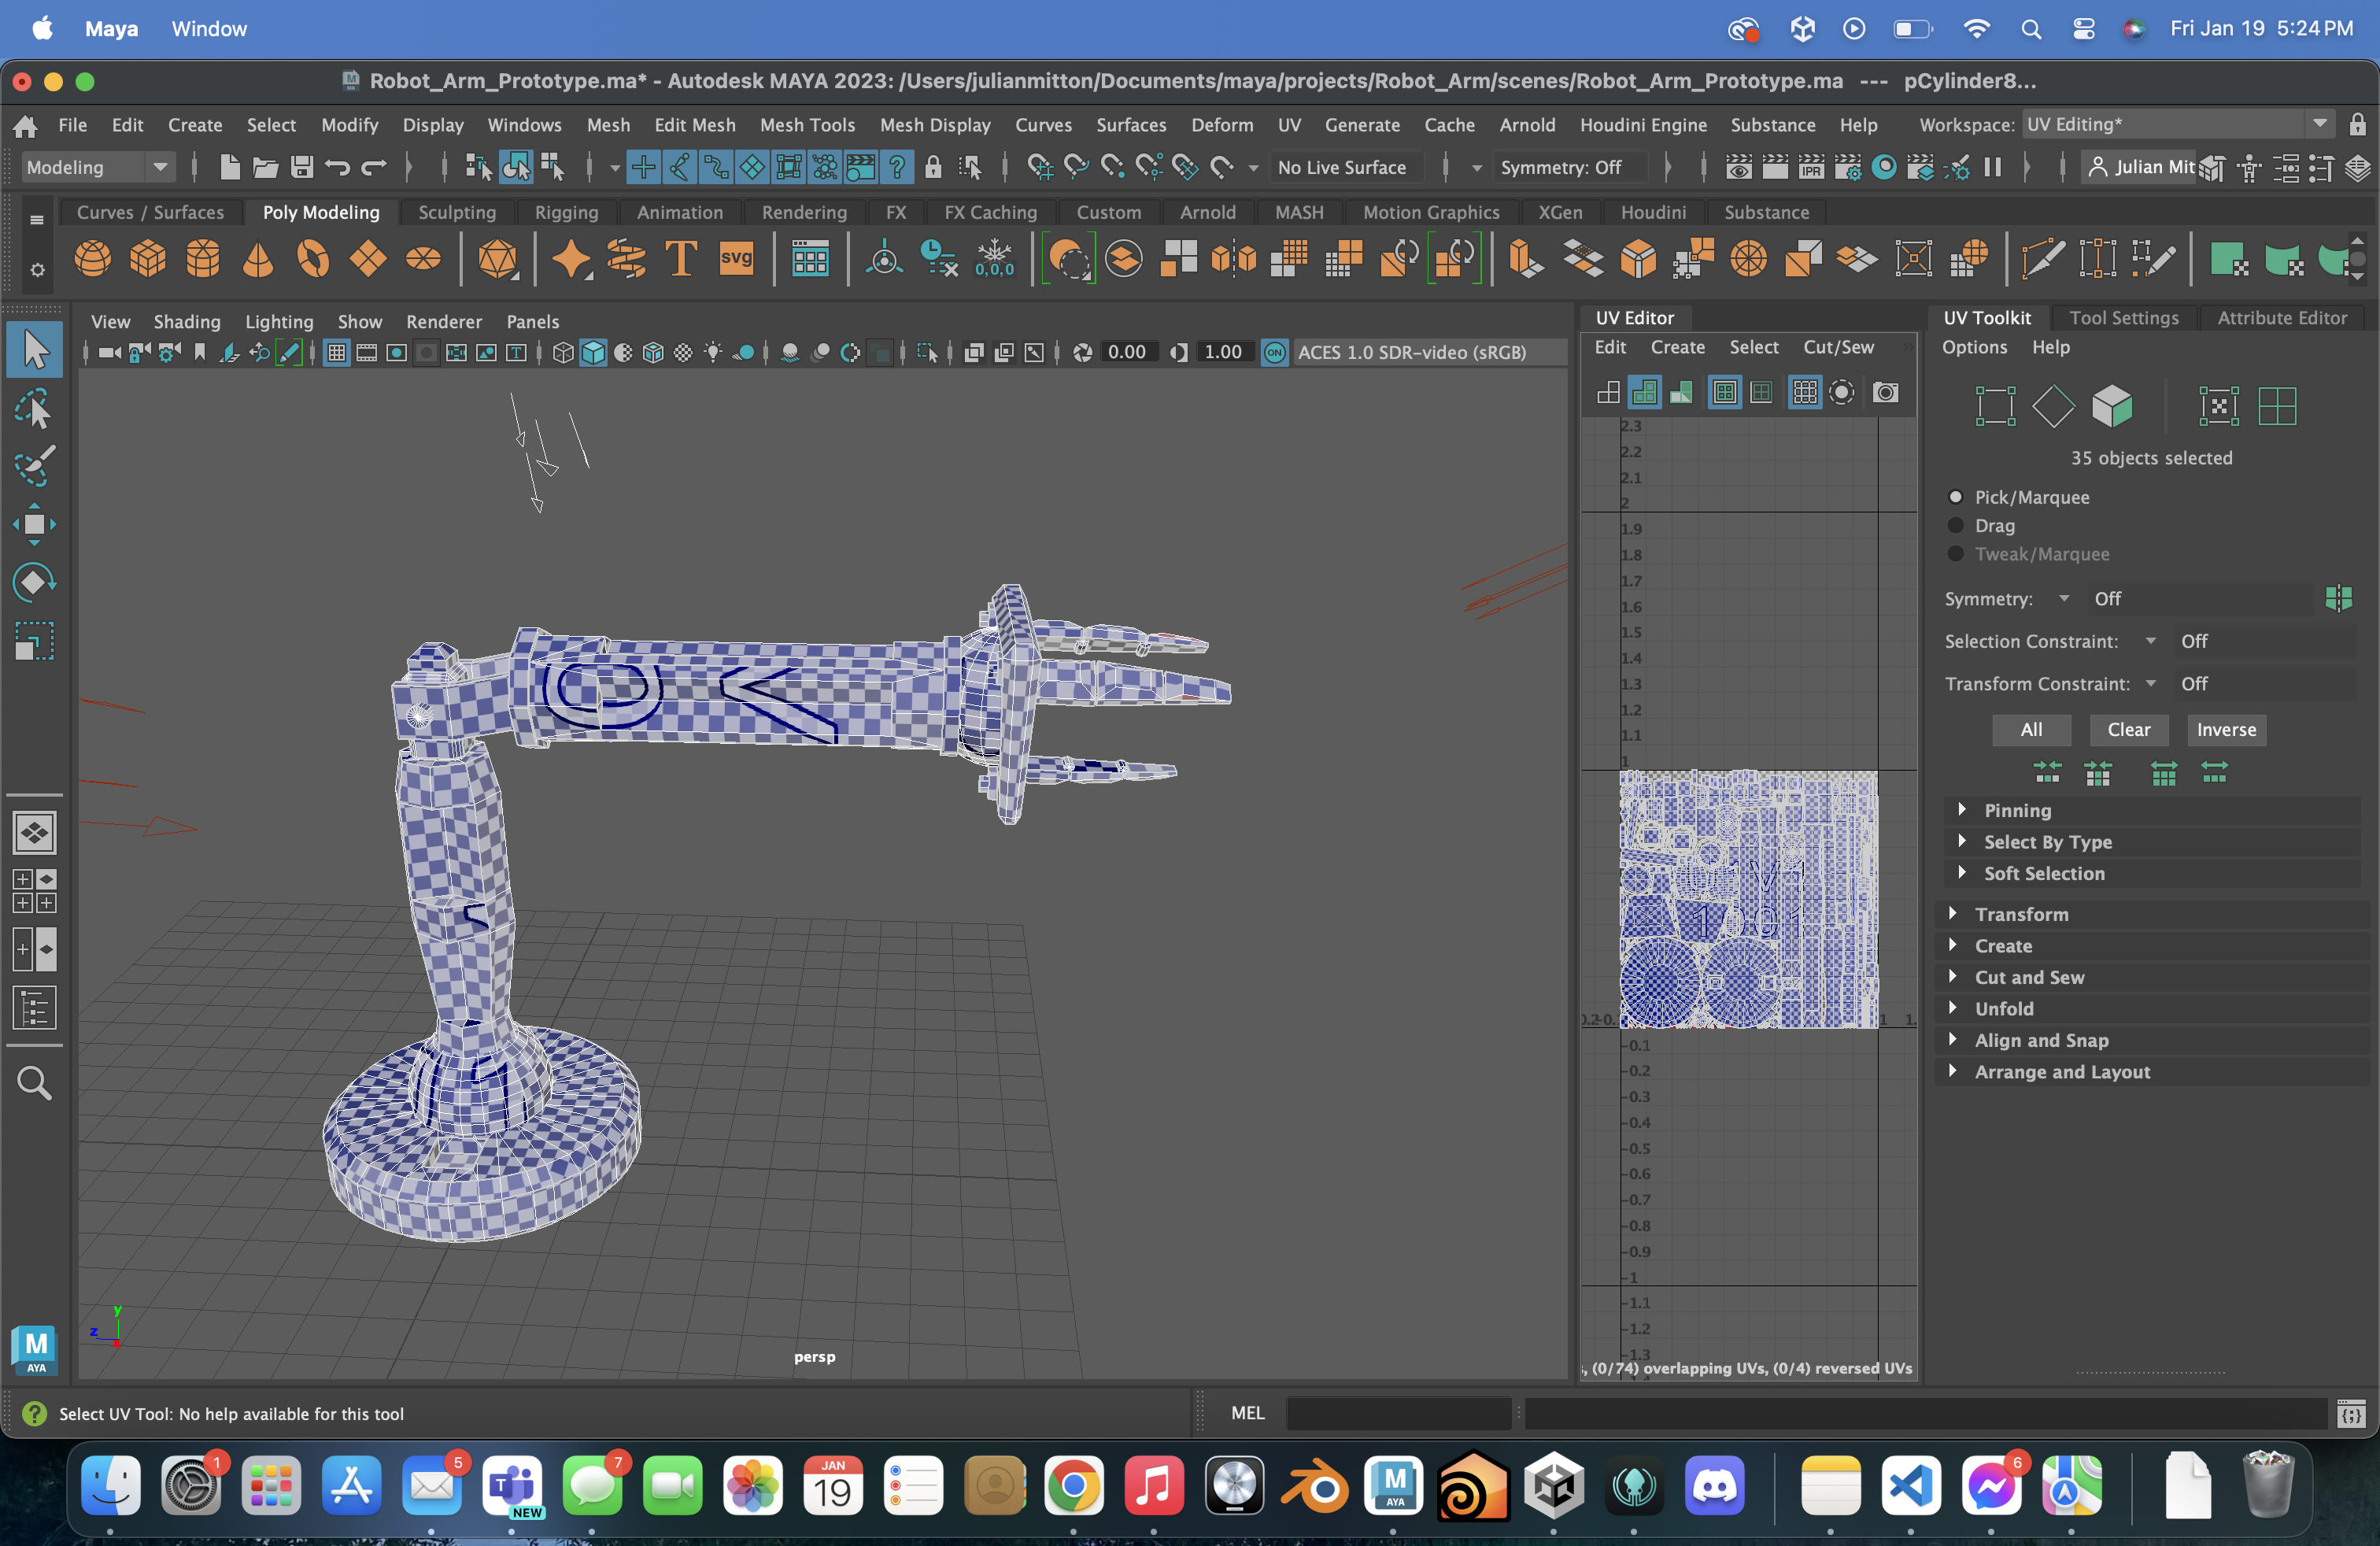 Maya Window Fri Jan 19 5:24 PM
Robot_Arm_Prototype.ma* - Autodesk MAYA 2023: /Users/julianmitton/Documents/maya/projects/Robot_Arm/scenes/Robot_Arm_Prototype.ma --- pCylinder8...
File Edit Create Select Modify Display Windows Mesh Edit Mesh Mesh Tools Mesh Display Curves Surfaces Deform UV Generate Cache Arnold Houdini Engine Substance Help Workspace: UV Editing*
Modeling No Live Surface Symmetry: Off IPR Julian Mit
Curves / Surfaces Poly Modeling Sculpting Rigging Animation Rendering FX FX Caching Custom Arnold MASH Motion Graphics XGen Houdini Substance
T svg 0,0,0
View Shading Lighting Show Renderer Panels
0.00 1.00 ON ACES 1.0 SDR-video (sRGB)
UV Editor
Edit Create Select Cut/Sew
2.3
2.2
2.1
2
1.9
1.8
1.7
1.6
1.5
1.4
1.3
1.2
1.1
1
1001
V
1 1.
-0.1
-0.2
-0.3
-0.4
-0.5
-0.6
-0.7
-0.8
-0.9
-1
-1.1
-1.2
-1.3
, (0/74) overlapping UVs, (0/4) reversed UVs
UV Toolkit Tool Settings Attribute Editor
Options Help
35 objects selected
Pick/Marquee
Drag
Tweak/Marquee
Symmetry: Off
Selection Constraint: Off
Transform Constraint: Off
All Clear Inverse
Pinning
Select By Type
Soft Selection
Transform
Create
Cut and Sew
Unfold
Align and Snap
Arrange and Layout
y
z
persp
M
AYA
Select UV Tool: No help available for this tool MEL
1 5 NEW 7 JAN 19 M AYA 6